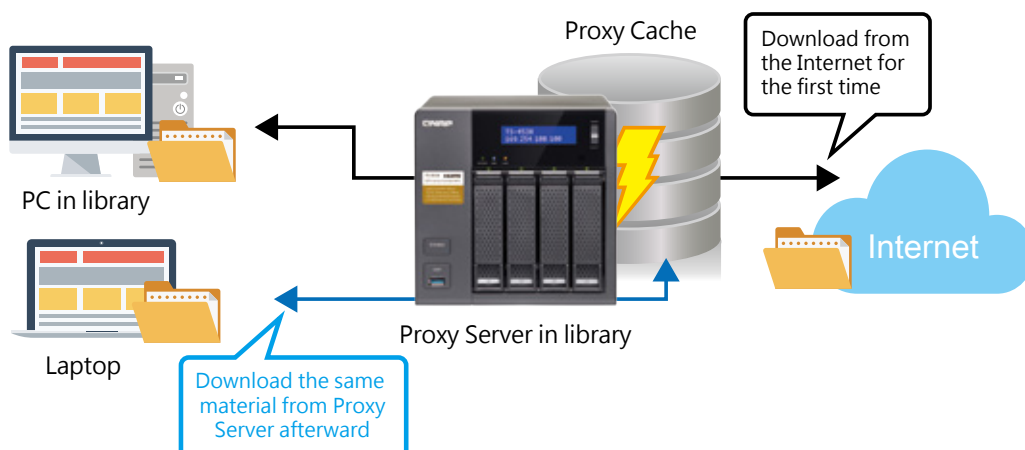 Proxy Cache
Download from
the Internet for
the first time
QNAP
PC in library
Internet
Laptop
Proxy Server in library
Download the same
material from Proxy
Server afterward